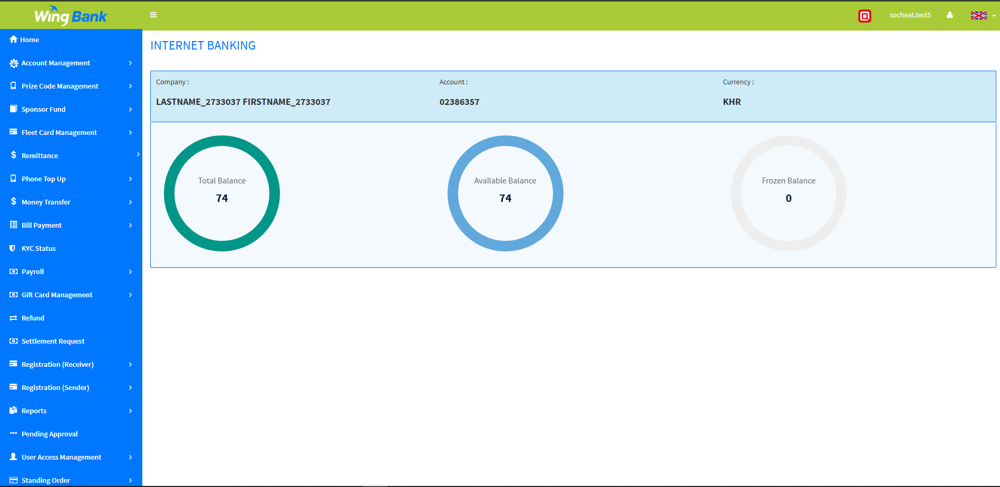 Wing Bank
socheat.test5
Home
Account Management
Prize Code Management
Sponsor Fund
Fleet Card Management
Remittance
Phone Top Up
Money Transfer
Bill Payment
KYC Status
Payroll
Gift Card Management
Refund
Settlement Request
Registration (Receiver)
Registration (Sender)
Reports
Pending Approval
User Access Management
Standing Order
INTERNET BANKING
Company :
LASTNAME_2733037 FIRSTNAME_2733037
Account :
02386357
Currency :
KHR
Total Balance
74
Available Balance
74
Frozen Balance
0